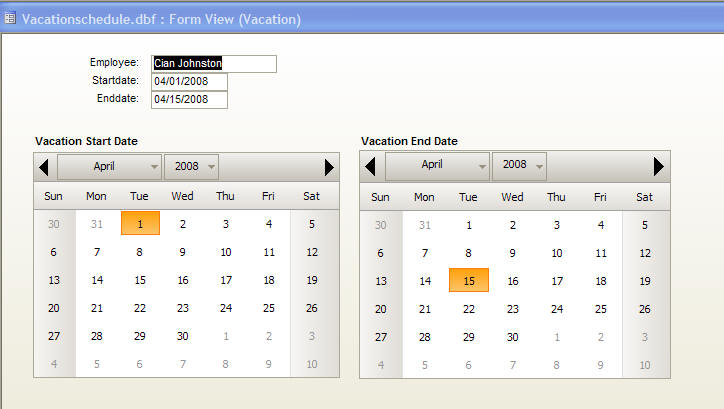 Vacationschedule.dbf : Form View (Vacation)
Employee: Cian Johnston
Startdate: 04/01/2008
Enddate: 04/15/2008
Vacation Start Date
April 2008
Sun Mon Tue Wed Thu Fri Sat
30 31 1 2 3 4 5
6 7 8 9 10 11 12
13 14 15 16 17 18 19
20 21 22 23 24 25 26
27 28 29 30 1 2 3
4 5 6 7 8 9 10
Vacation End Date
April 2008
Sun Mon Tue Wed Thu Fri Sat
30 31 1 2 3 4 5
6 7 8 9 10 11 12
13 14 15 16 17 18 19
20 21 22 23 24 25 26
27 28 29 30 1 2 3
4 5 6 7 8 9 10